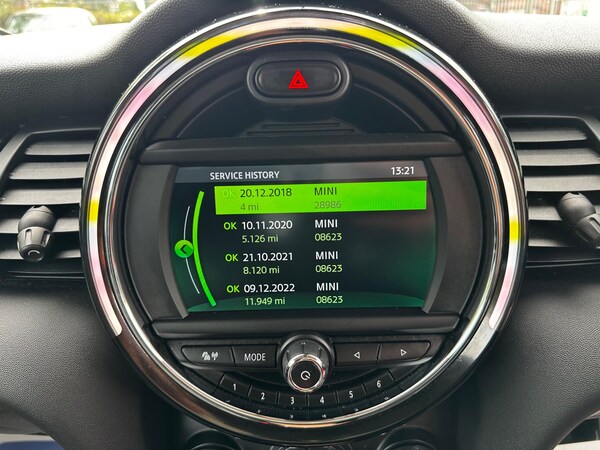 SERVICE HISTORY 13:21
OK 20.12.2018 MINI
4 mi 28986
OK 10.11.2020 MINI
5.126 mi 08623
OK 21.10.2021 MINI
8.120 mi 08623
OK 09.12.2022 MINI
11.949 mi 08623
MODE
1 2 3 4 5 6